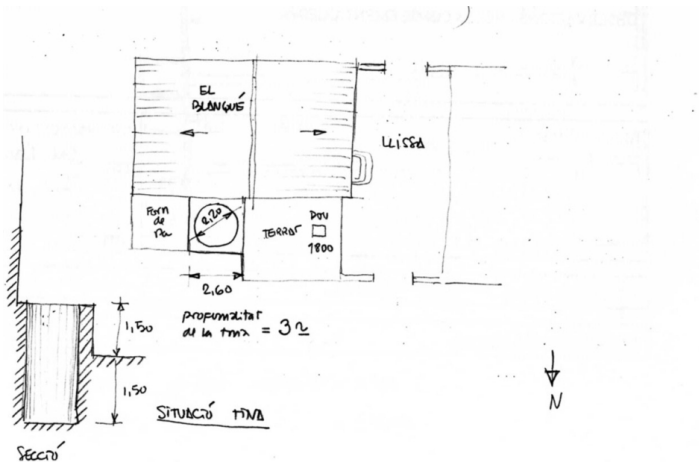 EL
BLANQUÉ
LLISSA
Forn
de
Pa
2,20
TERRAT
POU
1800
2,60
profunditat
de la tina = 3 m
1,50
1,50
SITUACIÓ TINA
N
SECCIÓ